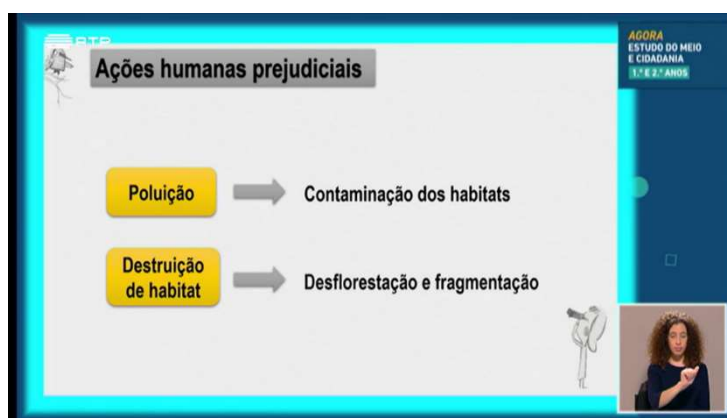 RTP
AGORA
ESTUDO DO MEIO
E CIDADANIA
1.º E 2.º ANOS
Ações humanas prejudiciais
Poluição
Contaminação dos habitats
Destruição
de habitat
Desflorestação e fragmentação